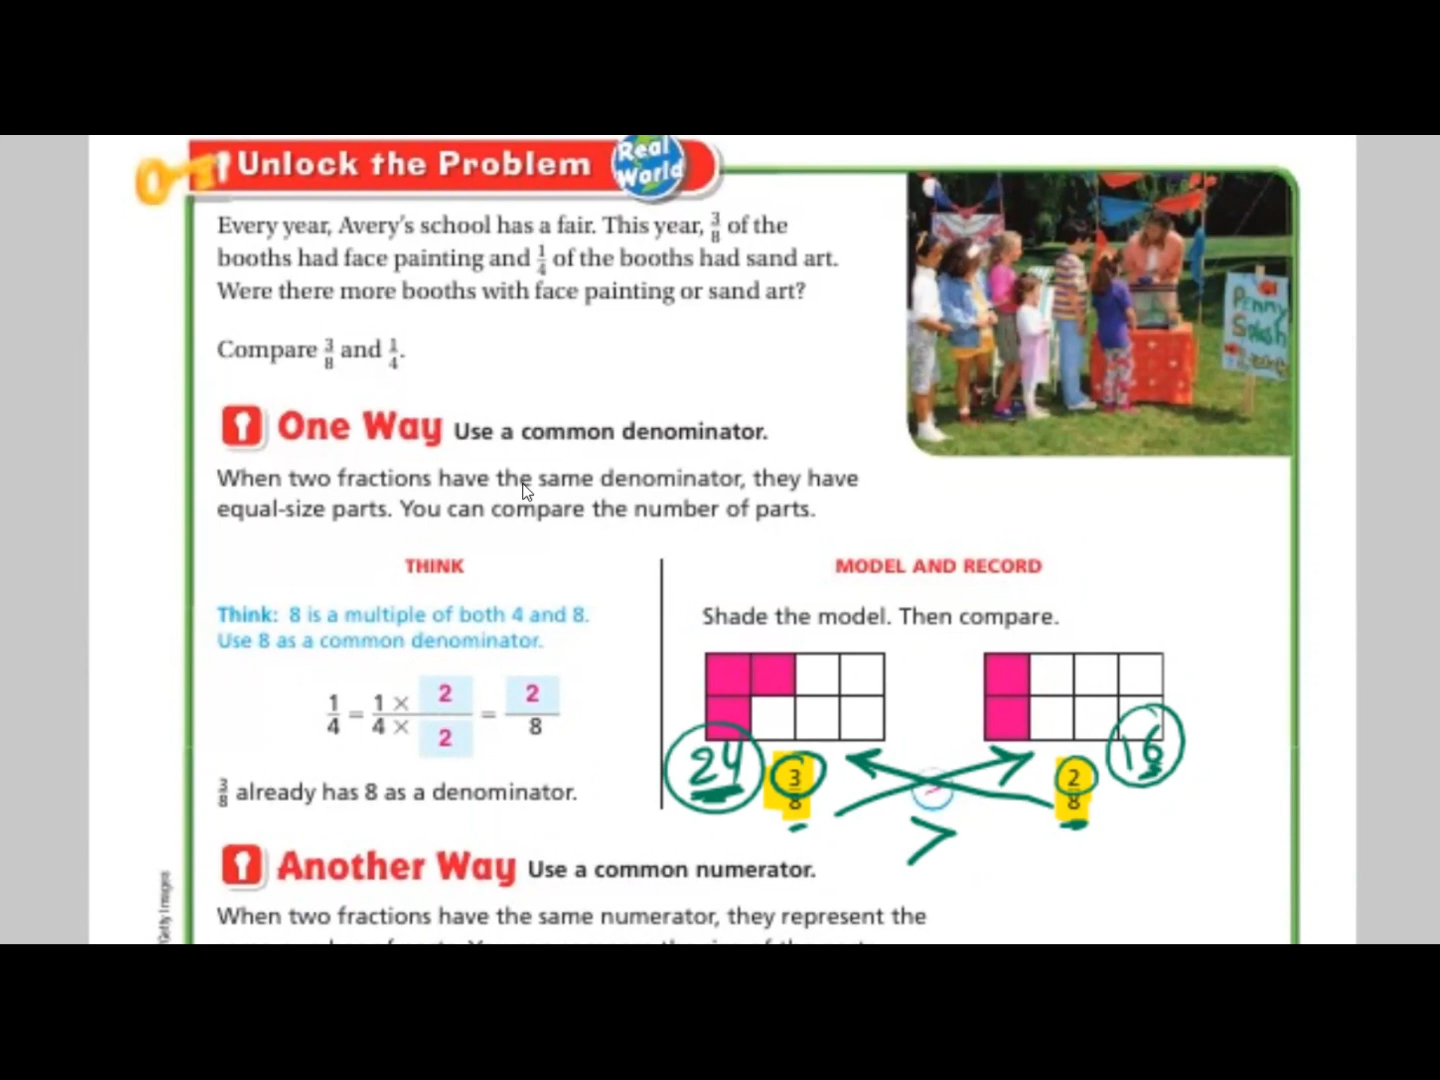 Unlock the Problem Real World
Every year, Avery's school has a fair. This year, 3/8 of the
booths had face painting and 1/4 of the booths had sand art.
Were there more booths with face painting or sand art?
Compare 3/8 and 1/4.
Penny
Splash
One Way Use a common denominator.
When two fractions have the same denominator, they have
equal-size parts. You can compare the number of parts.
THINK
Think: 8 is a multiple of both 4 and 8.
Use 8 as a common denominator.
1/4 = 1 × 2 / 4 × 2 = 2/8
3/8 already has 8 as a denominator.
MODEL AND RECORD
Shade the model. Then compare.
24 3/8 > 2/8 16
Another Way Use a common numerator.
When two fractions have the same numerator, they represent the
Getty Images